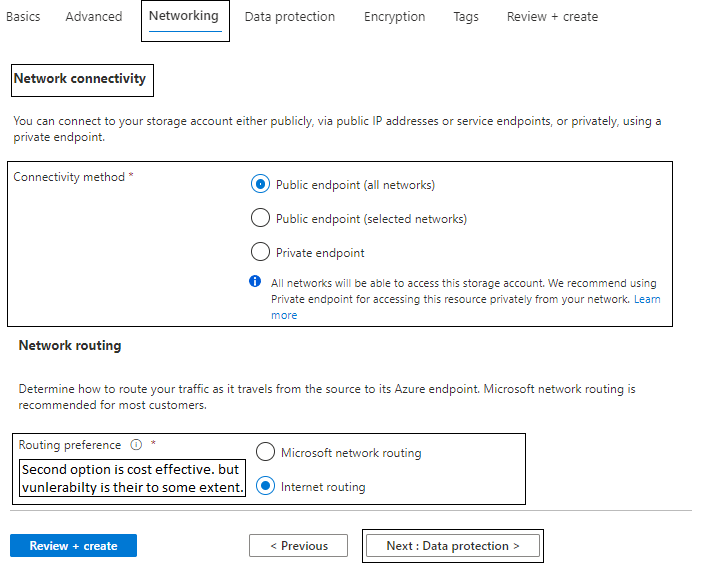 Basics Advanced Networking Data protection Encryption Tags Review + create
Network connectivity
You can connect to your storage account either publicly, via public IP addresses or service endpoints, or privately, using a
private endpoint.
Connectivity method *
Public endpoint (all networks)
Public endpoint (selected networks)
Private endpoint
All networks will be able to access this storage account. We recommend using
Private endpoint for accessing this resource privately from your network. Learn
more
Network routing
Determine how to route your traffic as it travels from the source to its Azure endpoint. Microsoft network routing is
recommended for most customers.
Routing preference *
Microsoft network routing
Second option is cost effective. but
vunlerabilty is their to some extent.
Internet routing
Review + create < Previous Next : Data protection >